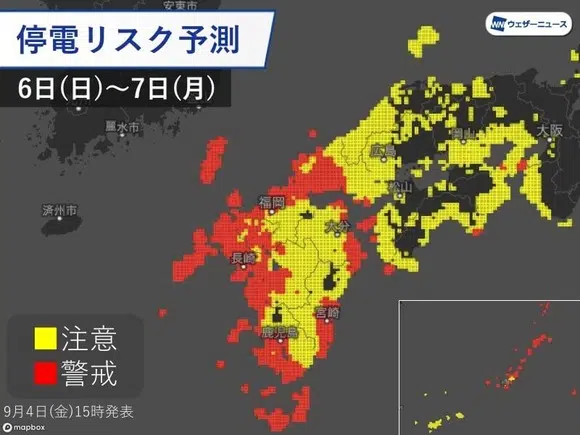 停電リスク予測
ウェザーニュース
6日(日)〜7日(月)
安東市
麗水市
済州市
広島
岡山
大阪
松山
福岡
大分
長崎
宮崎
鹿児島
注意
警戒
9月4日(金)15時発表
mapbox